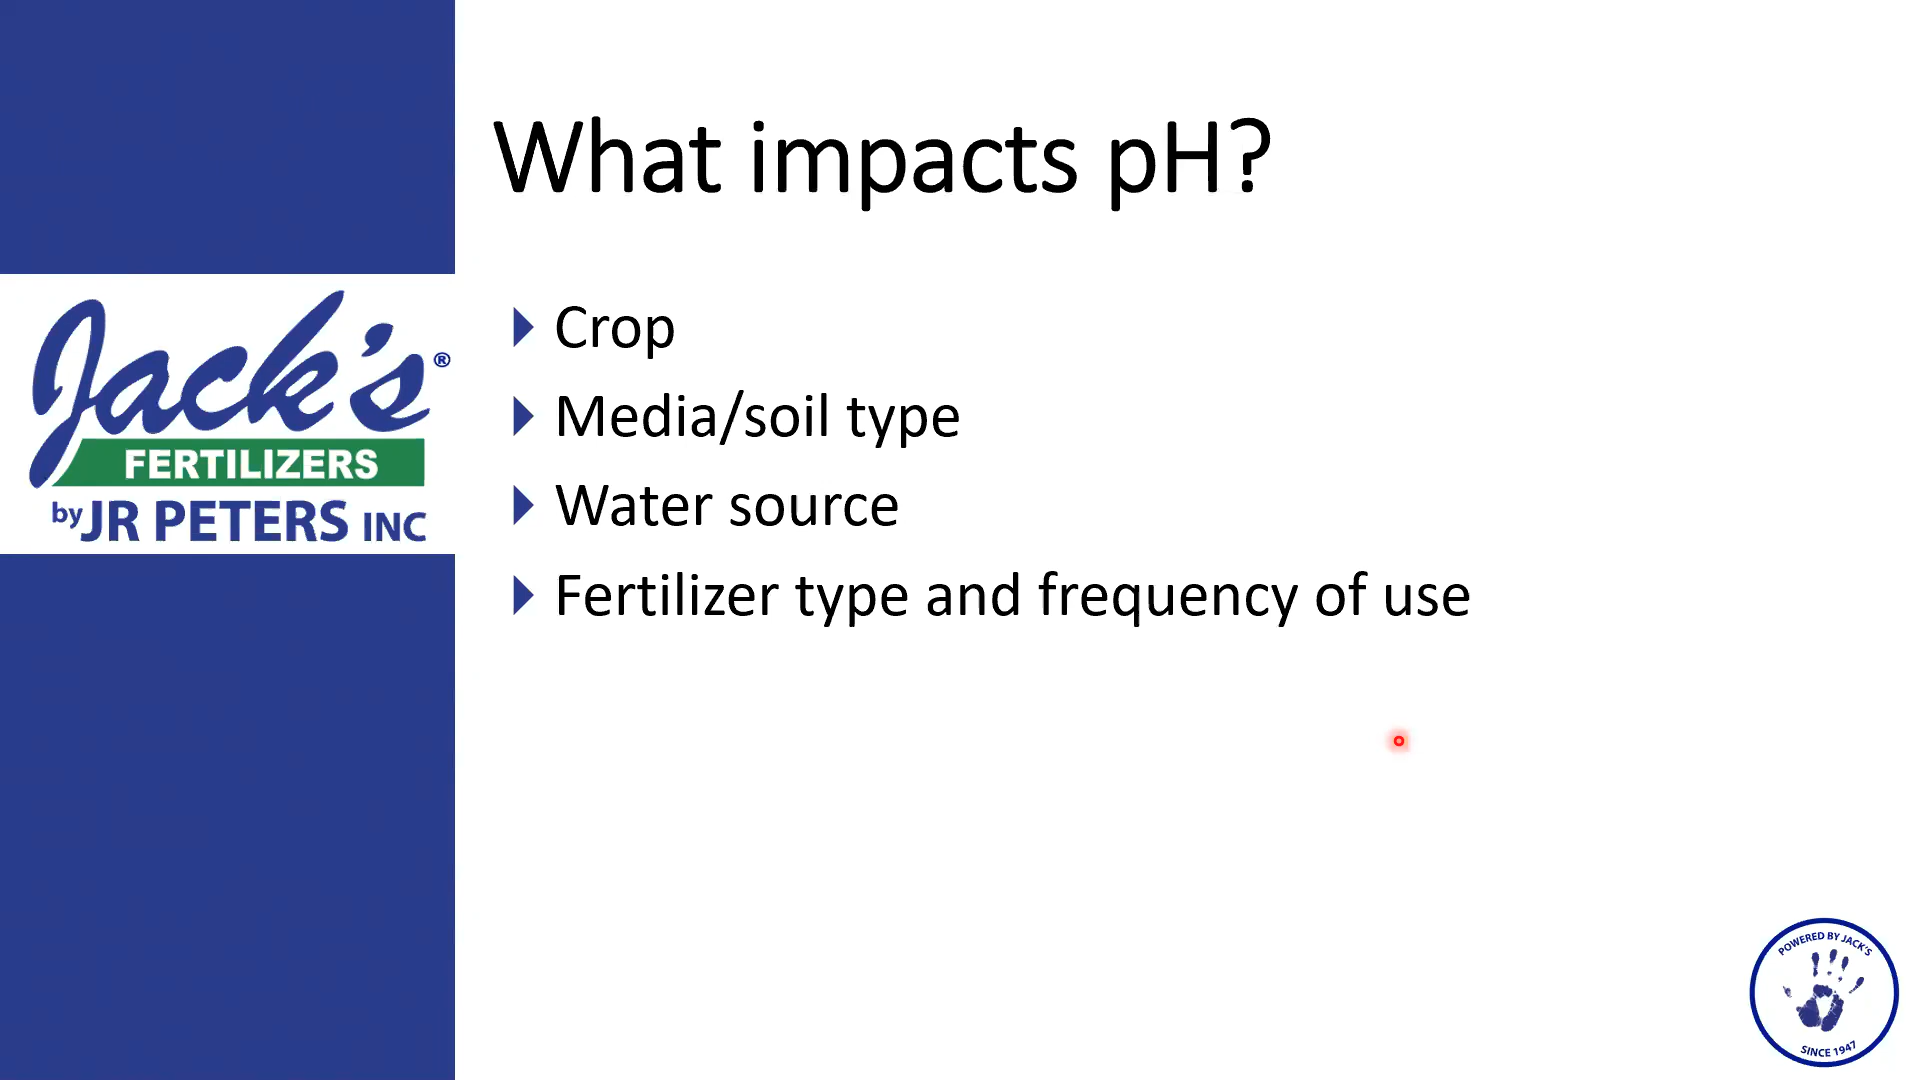 What impacts pH?
Crop
Media/soil type
Water source
Fertilizer type and frequency of use
Jack's®
FERTILIZERS
by JR PETERS INC
POWERED BY JACK'S
SINCE 1947